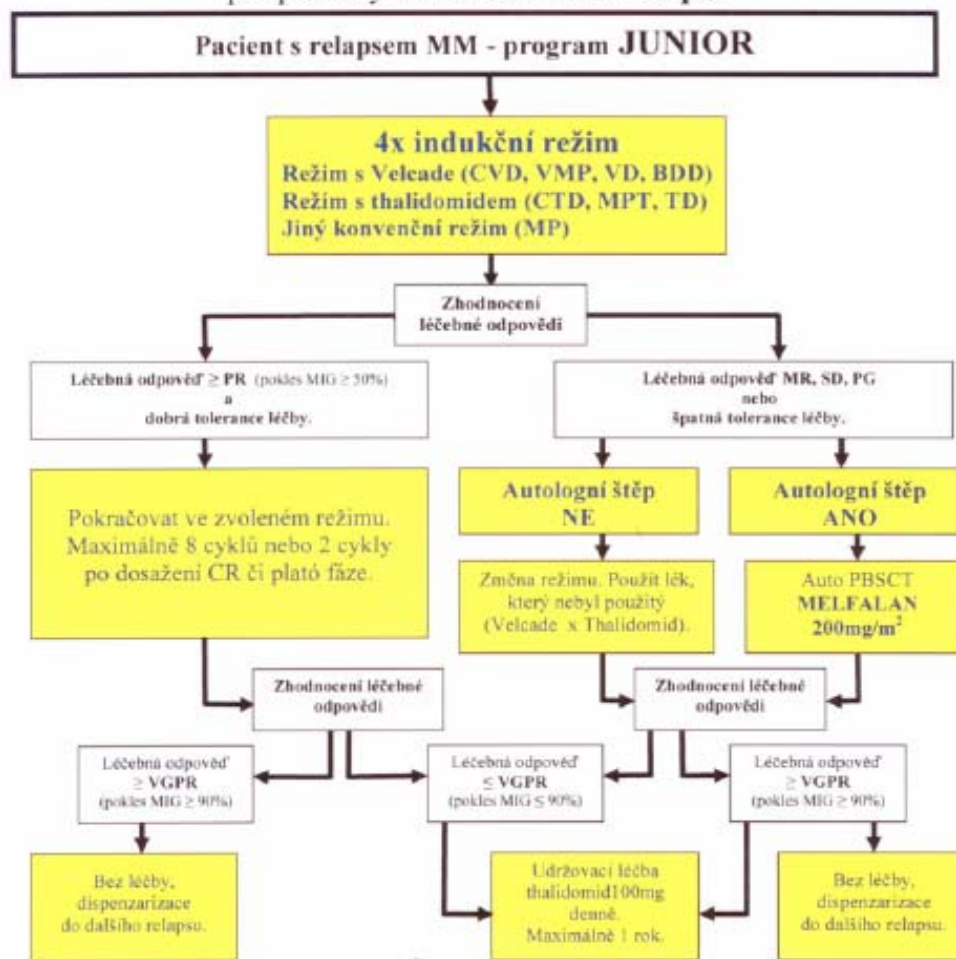 Pacient s relapsem MM - program JUNIOR
4x indukční režim
Režim s Velcade (CVD, VMP, VD, BDD)
Režim s thalidomidem (CTD, MPT, TD)
Jiný konvenční režim (MP)
Zhodnocení
léčebné odpovědi
Léčebná odpověď ≥ PR (pokles MIG ≥ 50%)
a
dobrá tolerance léčby.
Léčebná odpověď MR, SD, PG
nebo
špatná tolerance léčby.
Pokračovat ve zvoleném režimu.
Maximálně 8 cyklů nebo 2 cykly
po dosažení CR či plató fáze.
Autologní štěp
NE
Autologní štěp
ANO
Změna režimu. Použít lék,
který nebyl použitý
(Velcade x Thalidomid).
Auto PBSCT
MELFALAN
200mg/m²
Zhodnocení léčebné
odpovědi
Zhodnocení léčebné
odpovědi
Léčebná odpověď
≥ VGPR
(pokles MIG ≥ 90%)
Léčebná odpověď
≤ VGPR
(pokles MIG ≤ 90%)
Léčebná odpověď
≥ VGPR
(pokles MIG ≥ 90%)
Bez léčby,
dispenzarizace
do dalšího relapsu.
Udržovací léčba
thalidomid100mg
denně.
Maximálně 1 rok.
Bez léčby,
dispenzarizace
do dalšího relapsu.